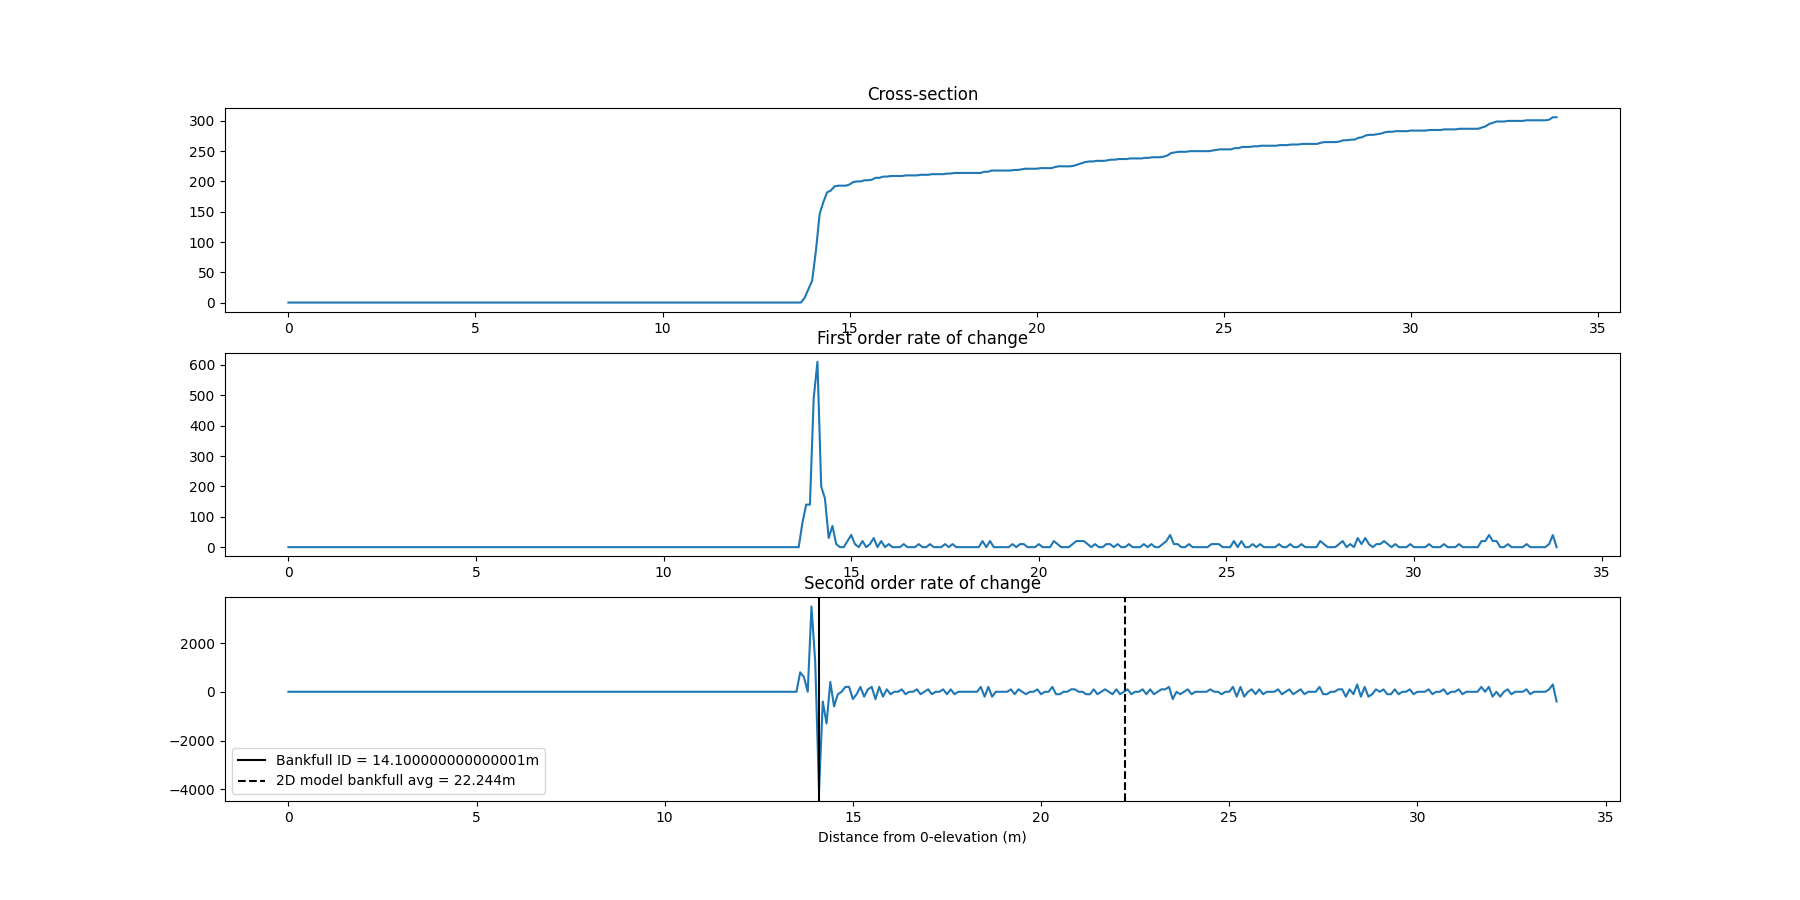 Cross-section
300
250
200
150
100
50
0
0 5 10 15 20 25 30 35
First order rate of change
600
500
400
300
200
100
0
0 5 10 15 20 25 30 35
Second order rate of change
2000
0
−2000
−4000
Bankfull ID = 14.100000000000001m
2D model bankfull avg = 22.244m
0 5 10 15 20 25 30 35
Distance from 0-elevation (m)